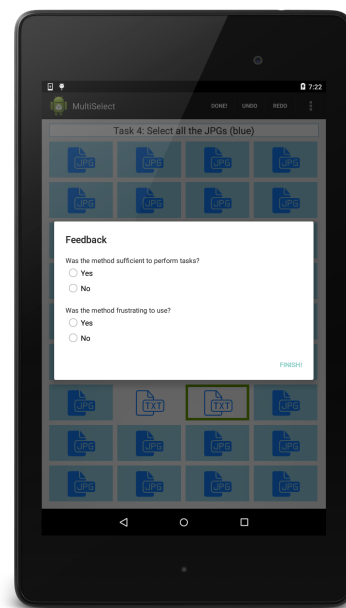 7:22
MultiSelect
DONE! UNDO REDO
Task 4: Select all the JPGs (blue)
JPG JPG JPG JPG
JPG JPG JPG JPG
Feedback
Was the method sufficient to perform tasks?
Yes
No
Was the method frustrating to use?
Yes
No
FINISH!
JPG TXT TXT JPG
JPG JPG JPG JPG
JPG JPG JPG JPG